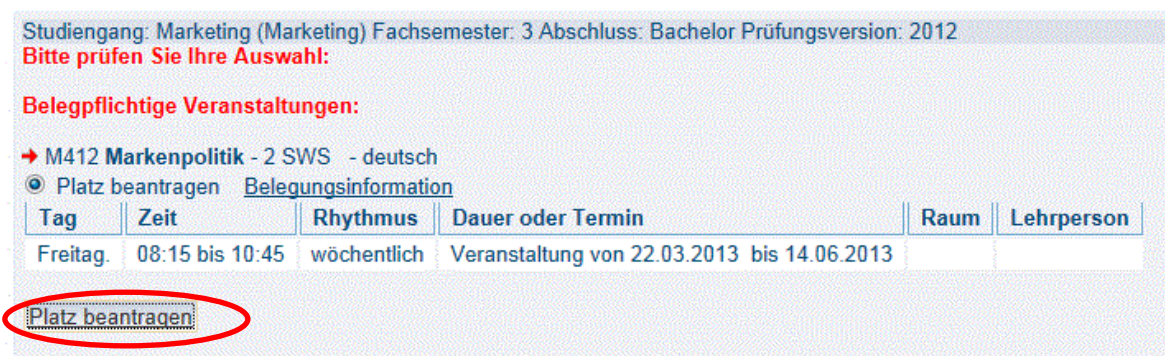 Studiengang: Marketing (Marketing) Fachsemester: 3 Abschluss: Bachelor Prüfungsversion: 2012
Bitte prüfen Sie Ihre Auswahl:
Belegpflichtige Veranstaltungen:
M412 Markenpolitik - 2 SWS - deutsch
Platz beantragen Belegungsinformation
Tag Zeit Rhythmus Dauer oder Termin Raum Lehrperson
Freitag. 08:15 bis 10:45 wöchentlich Veranstaltung von 22.03.2013 bis 14.06.2013
Platz beantragen